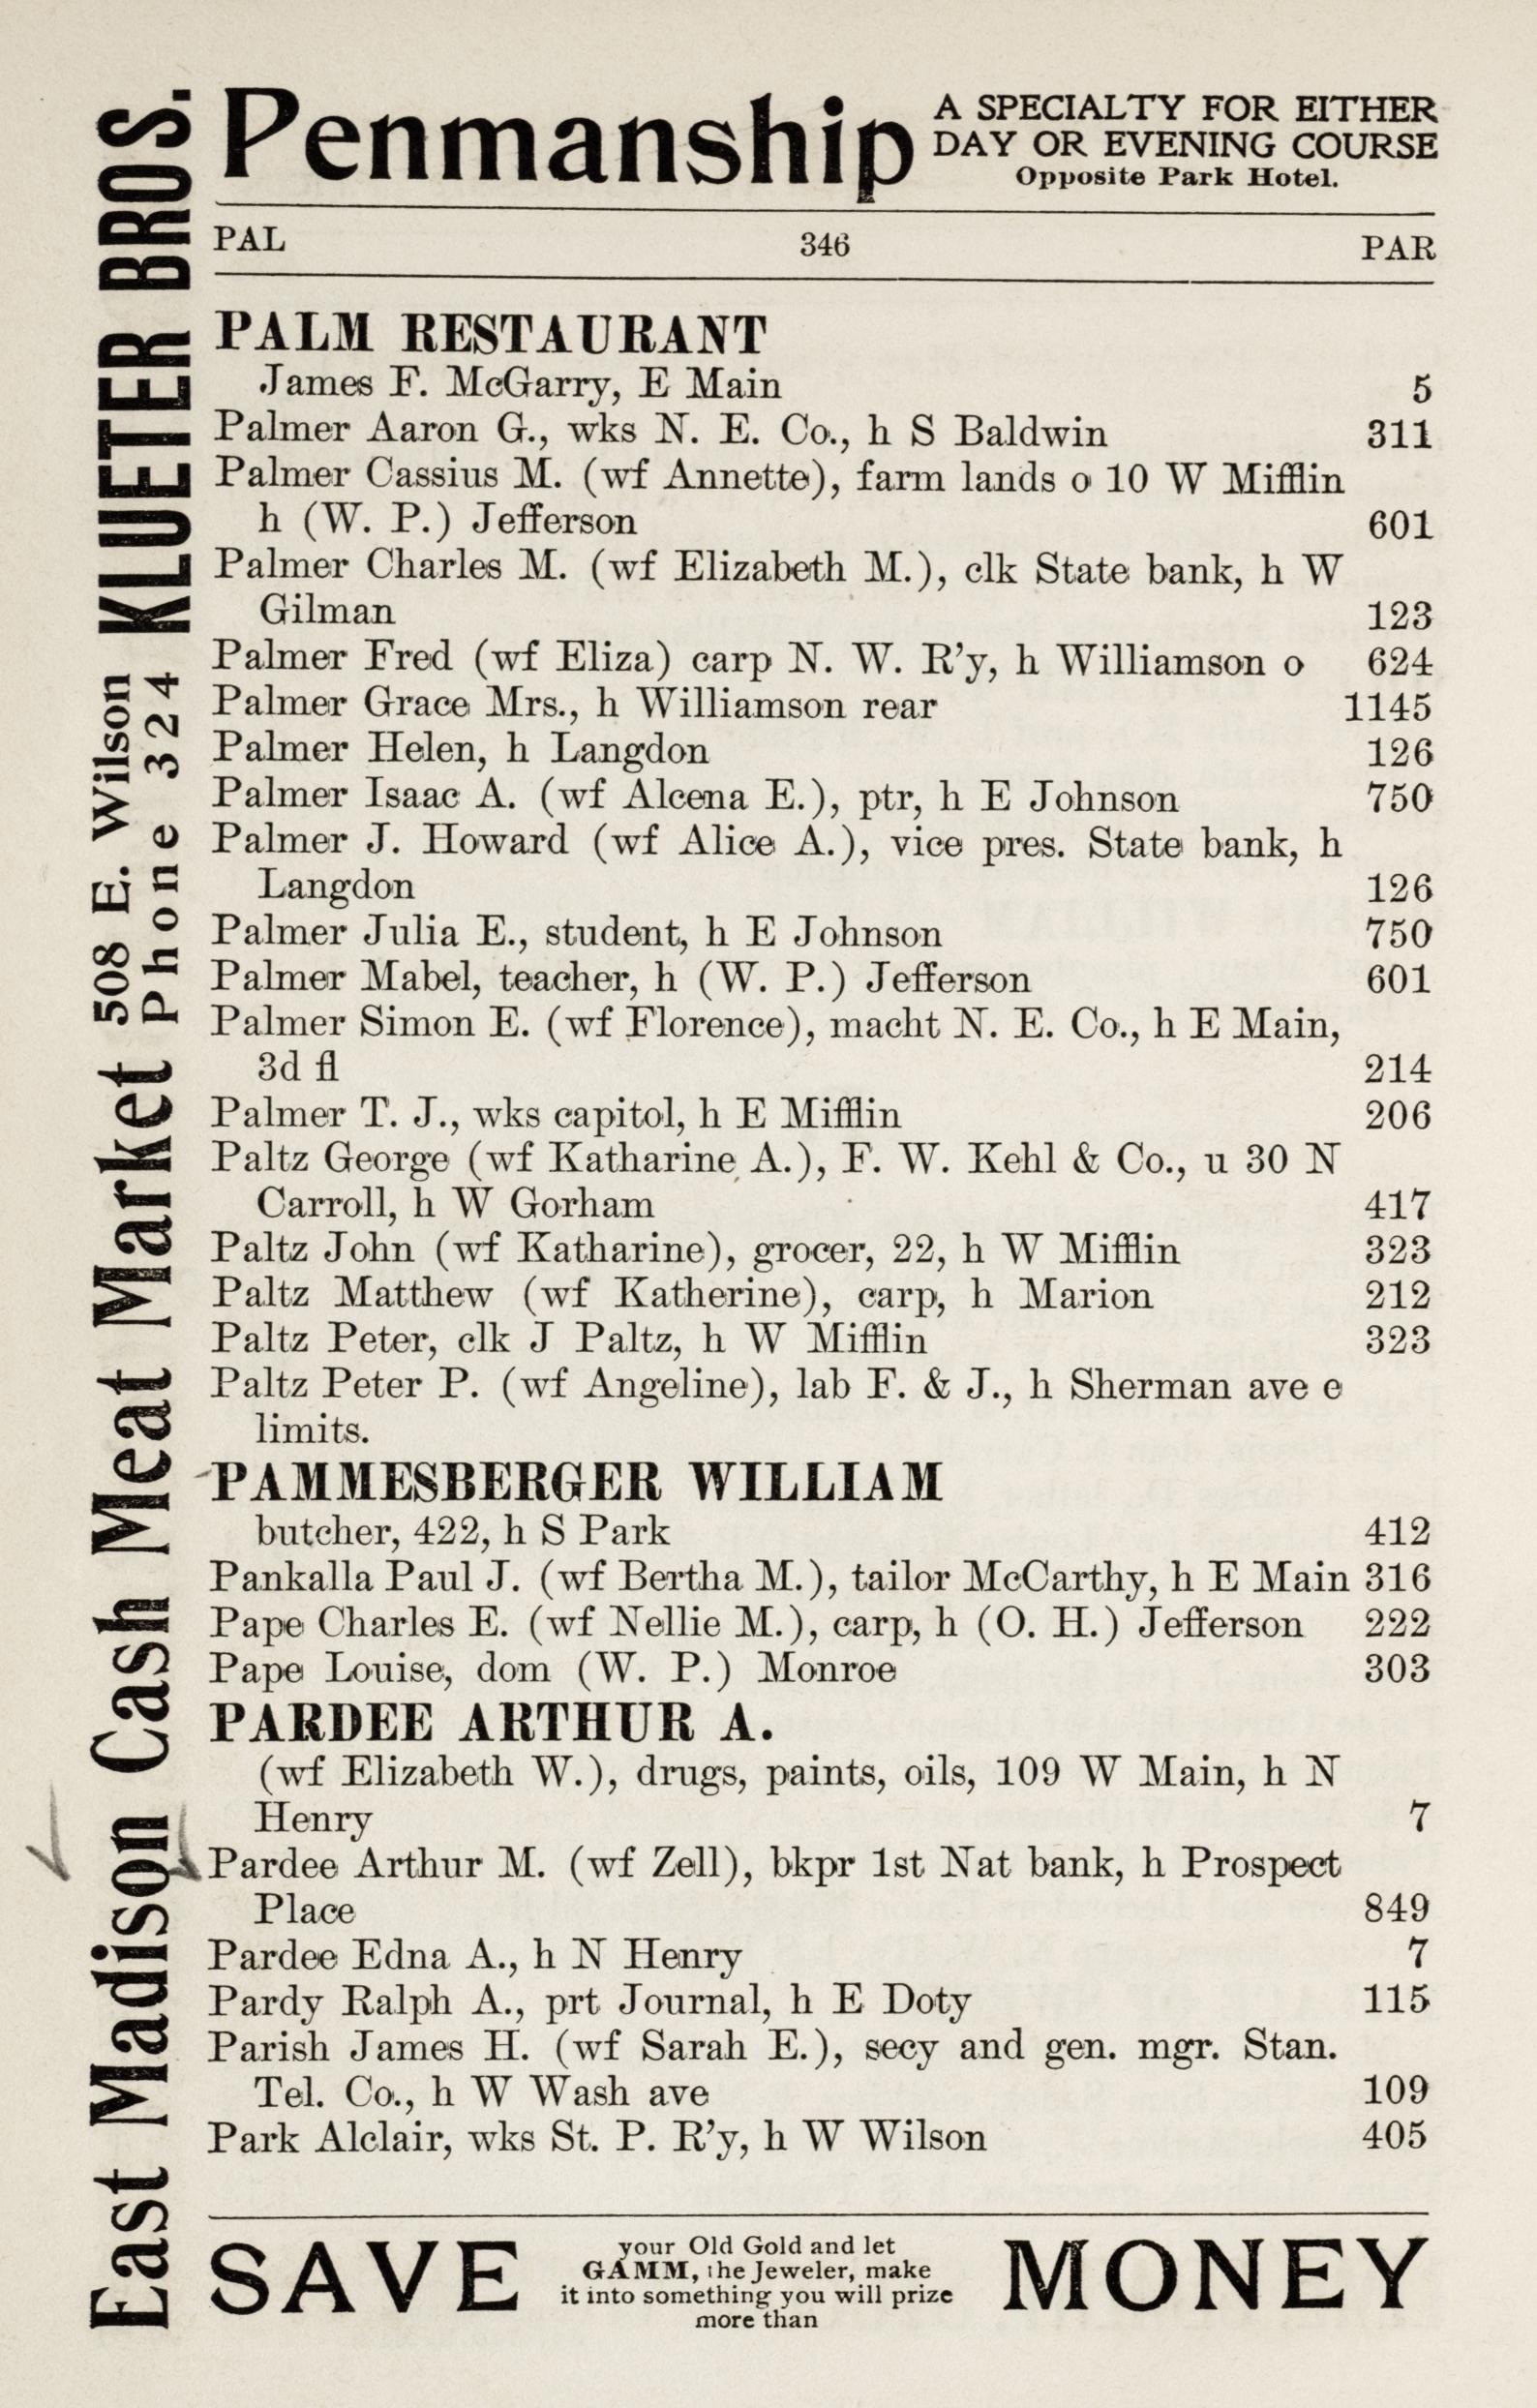 Penmanship
A SPECIALTY FOR EITHER
DAY OR EVENING COURSE
Opposite Park Hotel.
PAL 346 PAR
PALM RESTAURANT
James F. McGarry, E Main 5
Palmer Aaron G., wks N. E. Co., h S Baldwin 311
Palmer Cassius M. (wf Annette), farm lands o 10 W Mifflin
h (W. P.) Jefferson 601
Palmer Charles M. (wf Elizabeth M.), clk State bank, h W
Gilman 123
Palmer Fred (wf Eliza) carp N. W. R'y, h Williamson o 624
Palmer Grace Mrs., h Williamson rear 1145
Palmer Helen, h Langdon 126
Palmer Isaac A. (wf Alcena E.), ptr, h E Johnson 750
Palmer J. Howard (wf Alice A.), vice pres. State bank, h
Langdon 126
Palmer Julia E., student, h E Johnson 750
Palmer Mabel, teacher, h (W. P.) Jefferson 601
Palmer Simon E. (wf Florence), macht N. E. Co., h E Main,
3d fl 214
Palmer T. J., wks capitol, h E Mifflin 206
Paltz George (wf Katharine A.), F. W. Kehl & Co., u 30 N
Carroll, h W Gorham 417
Paltz John (wf Katharine), grocer, 22, h W Mifflin 323
Paltz Matthew (wf Katherine), carp, h Marion 212
Paltz Peter, clk J Paltz, h W Mifflin 323
Paltz Peter P. (wf Angeline), lab F. & J., h Sherman ave e
limits.
PAMMESBERGER WILLIAM
butcher, 422, h S Park 412
Pankalla Paul J. (wf Bertha M.), tailor McCarthy, h E Main 316
Pape Charles E. (wf Nellie M.), carp, h (O. H.) Jefferson 222
Pape Louise, dom (W. P.) Monroe 303
PARDEE ARTHUR A.
(wf Elizabeth W.), drugs, paints, oils, 109 W Main, h N
Henry 7
Pardee Arthur M. (wf Zell), bkpr 1st Nat bank, h Prospect
Place 849
Pardee Edna A., h N Henry 7
Pardy Ralph A., prt Journal, h E Doty 115
Parish James H. (wf Sarah E.), secy and gen. mgr. Stan.
Tel. Co., h W Wash ave 109
Park Alclair, wks St. P. R'y, h W Wilson 405
SAVE
your Old Gold and let
GAMM, the Jeweler, make
it into something you will prize
more than
MONEY
East Madison Cash Meat Market
508 E. Wilson
Phone 324
KLUETER BROS.